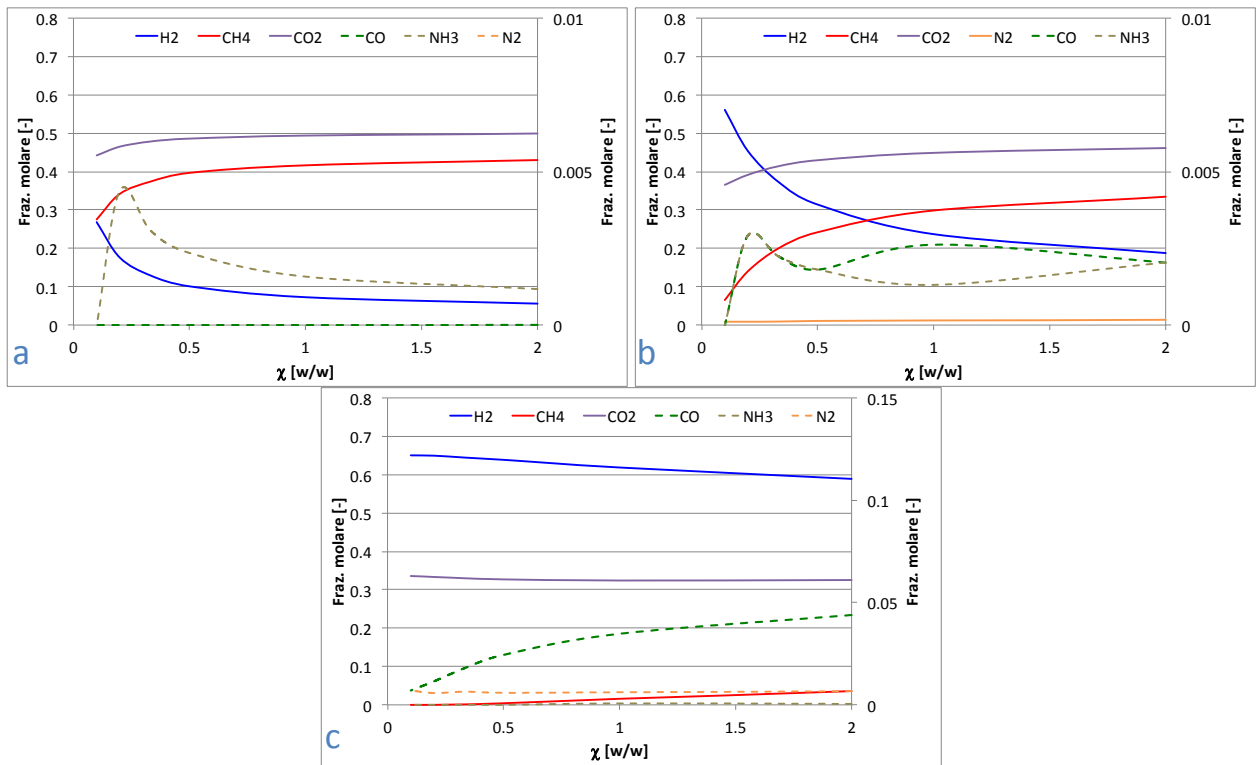 H2 CH4 CO2 CO NH3 N2
0.8
0.7
0.6
0.5
0.4
0.3
0.2
0.1
0
0.01
0.005
0
0 0.5 1 1.5 2
Fraz. molare [-]
Fraz. molare [-]
χ [w/w]
a
H2 CH4 CO2 N2 CO NH3
0.8
0.7
0.6
0.5
0.4
0.3
0.2
0.1
0
0.01
0.005
0
0 0.5 1 1.5 2
Fraz. molare [-]
Fraz. molare [-]
χ [w/w]
b
H2 CH4 CO2 CO NH3 N2
0.8
0.7
0.6
0.5
0.4
0.3
0.2
0.1
0
0.15
0.1
0.05
0
0 0.5 1 1.5 2
Fraz. molare [-]
Fraz. molare [-]
χ [w/w]
c